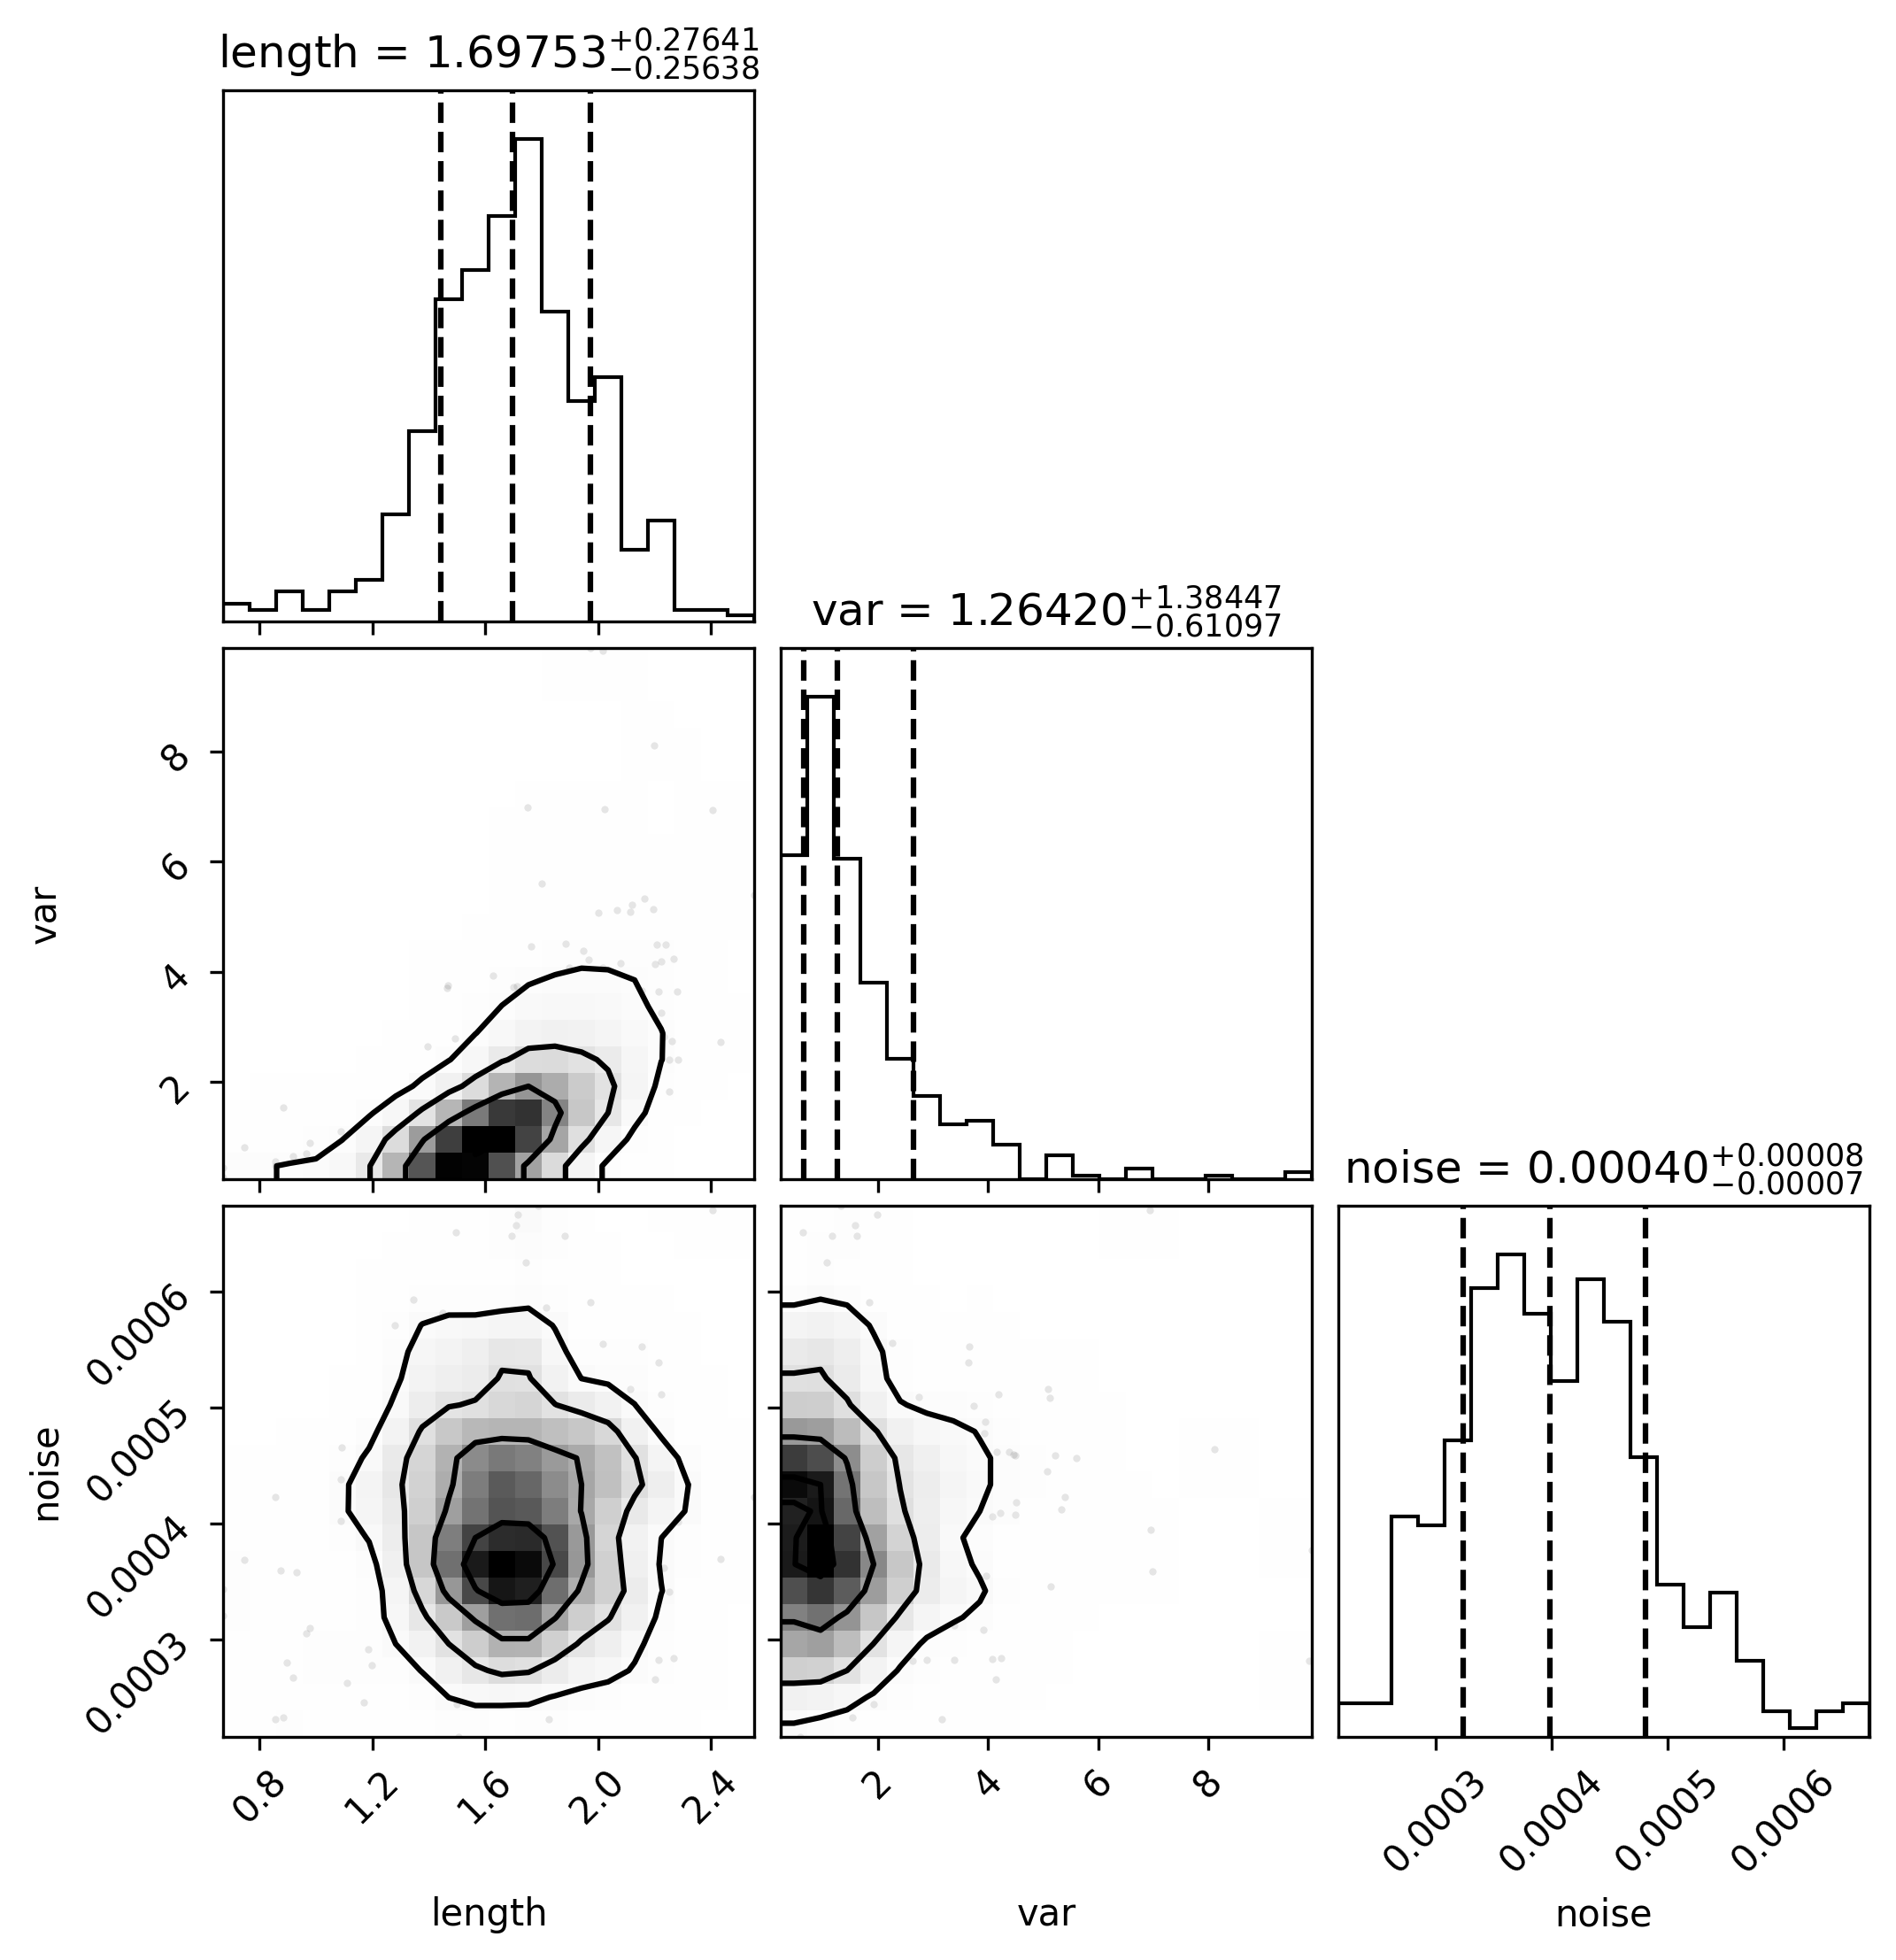 length = 1.69753+0.27641−0.25638
var = 1.26420+1.38447−0.61097
8
6
4
2
var
noise = 0.00040+0.00008−0.00007
0.0006
0.0005
0.0004
0.0003
noise
0.8 1.2 1.6 2.0 2.4
2 4 6 8
0.0003 0.0004 0.0005 0.0006
length
var
noise